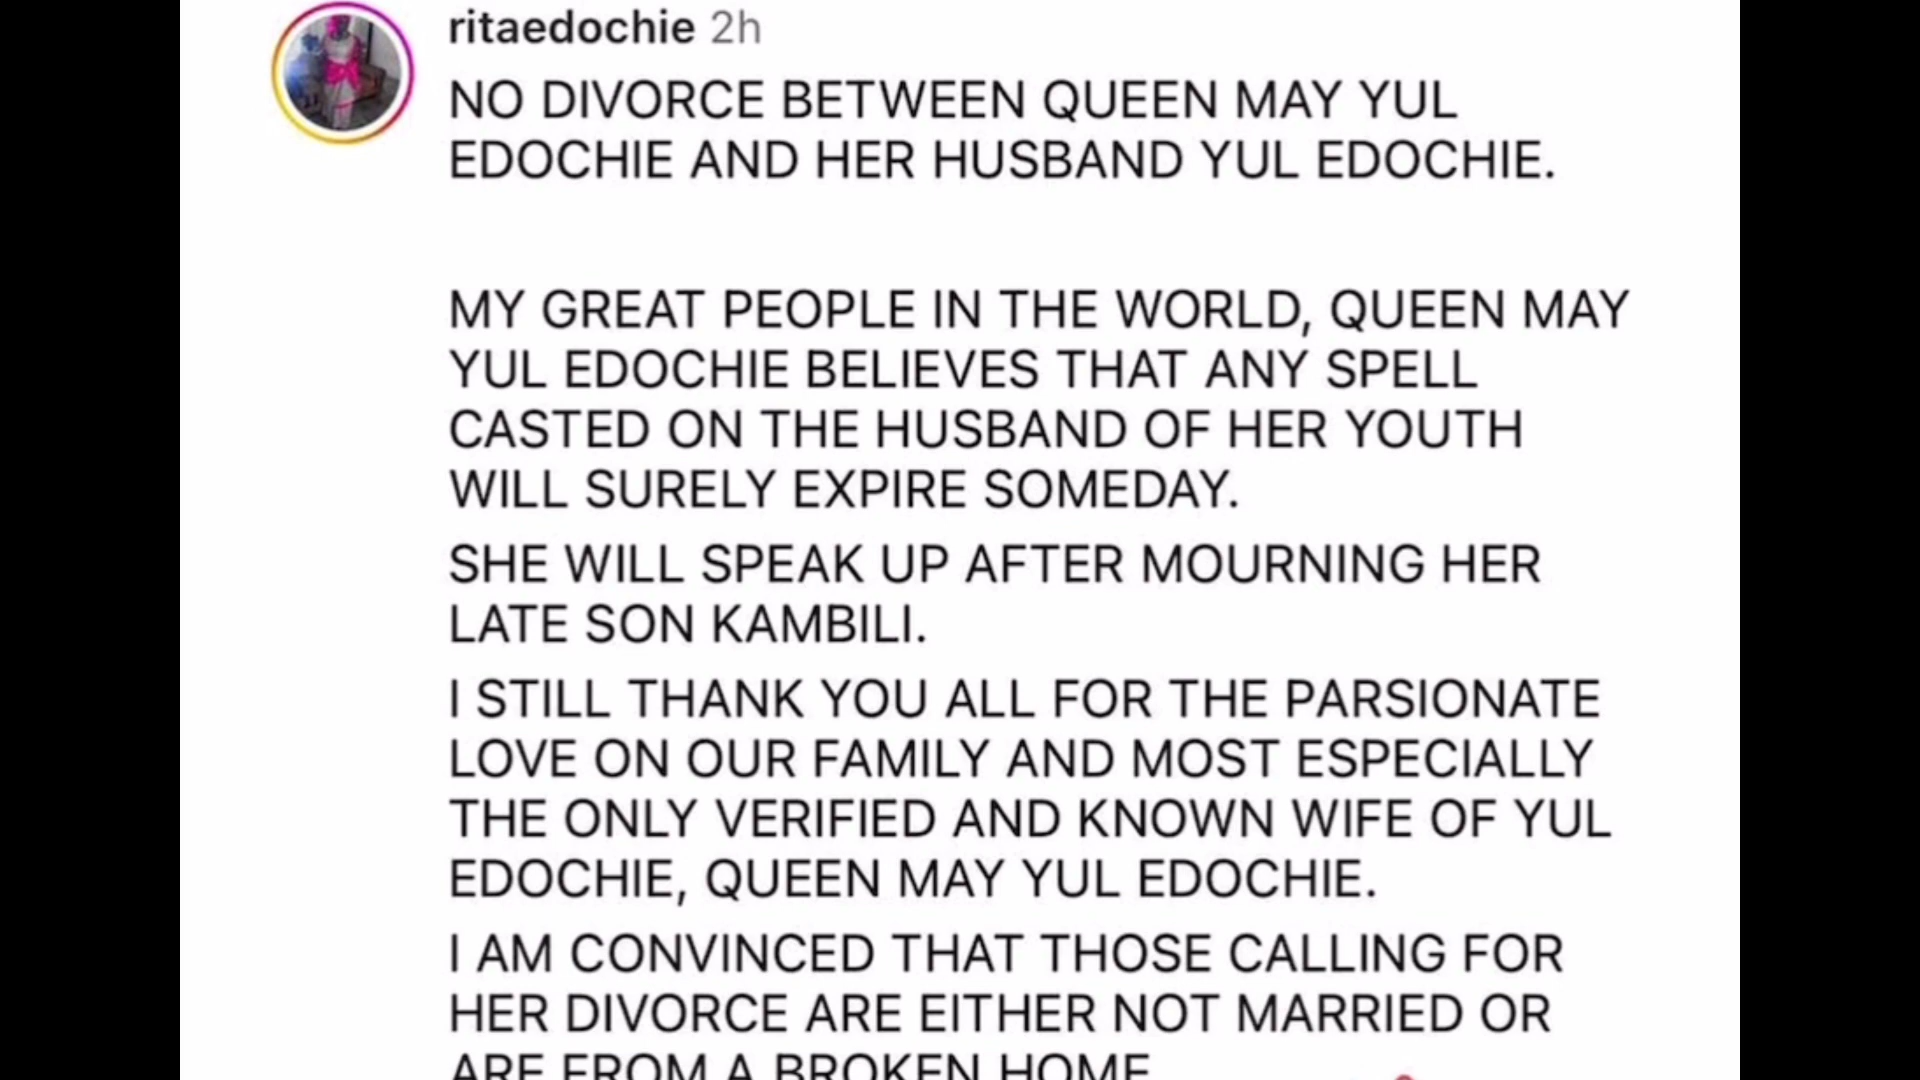 ritaedochie 2h
NO DIVORCE BETWEEN QUEEN MAY YUL
EDOCHIE AND HER HUSBAND YUL EDOCHIE.
MY GREAT PEOPLE IN THE WORLD, QUEEN MAY
YUL EDOCHIE BELIEVES THAT ANY SPELL
CASTED ON THE HUSBAND OF HER YOUTH
WILL SURELY EXPIRE SOMEDAY.
SHE WILL SPEAK UP AFTER MOURNING HER
LATE SON KAMBILI.
I STILL THANK YOU ALL FOR THE PARSIONATE
LOVE ON OUR FAMILY AND MOST ESPECIALLY
THE ONLY VERIFIED AND KNOWN WIFE OF YUL
EDOCHIE, QUEEN MAY YUL EDOCHIE.
I AM CONVINCED THAT THOSE CALLING FOR
HER DIVORCE ARE EITHER NOT MARRIED OR
ARE FROM A BROKEN HOME